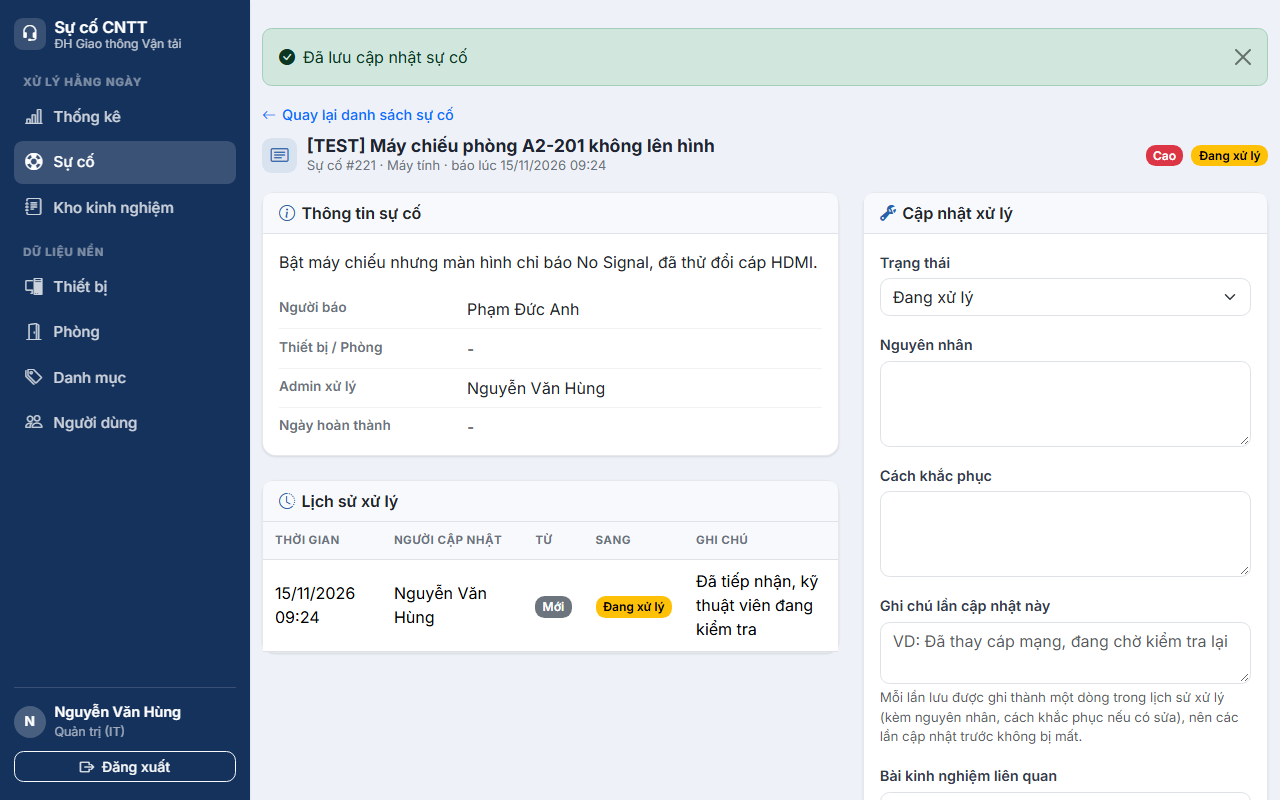 Sự cố CNTT
ĐH Giao thông Vận tải
XỬ LÝ HẰNG NGÀY
Thống kê
Sự cố
Kho kinh nghiệm
DỮ LIỆU NỀN
Thiết bị
Phòng
Danh mục
Người dùng
N
Nguyễn Văn Hùng
Quản trị (IT)
Đăng xuất
Đã lưu cập nhật sự cố
← Quay lại danh sách sự cố
[TEST] Máy chiếu phòng A2-201 không lên hình
Sự cố #221 · Máy tính · báo lúc 15/11/2026 09:24
Cao Đang xử lý
Thông tin sự cố
Bật máy chiếu nhưng màn hình chỉ báo No Signal, đã thử đổi cáp HDMI.
Người báo Phạm Đức Anh
Thiết bị / Phòng -
Admin xử lý Nguyễn Văn Hùng
Ngày hoàn thành -
Lịch sử xử lý
THỜI GIAN NGƯỜI CẬP NHẬT TỪ SANG GHI CHÚ
15/11/2026
09:24
Nguyễn Văn
Hùng
Mới
Đang xử lý
Đã tiếp nhận, kỹ
thuật viên đang
kiểm tra
Cập nhật xử lý
Trạng thái
Đang xử lý
Nguyên nhân
Cách khắc phục
Ghi chú lần cập nhật này
VD: Đã thay cáp mạng, đang chờ kiểm tra lại
Mỗi lần lưu được ghi thành một dòng trong lịch sử xử lý
(kèm nguyên nhân, cách khắc phục nếu có sửa), nên các
lần cập nhật trước không bị mất.
Bài kinh nghiệm liên quan